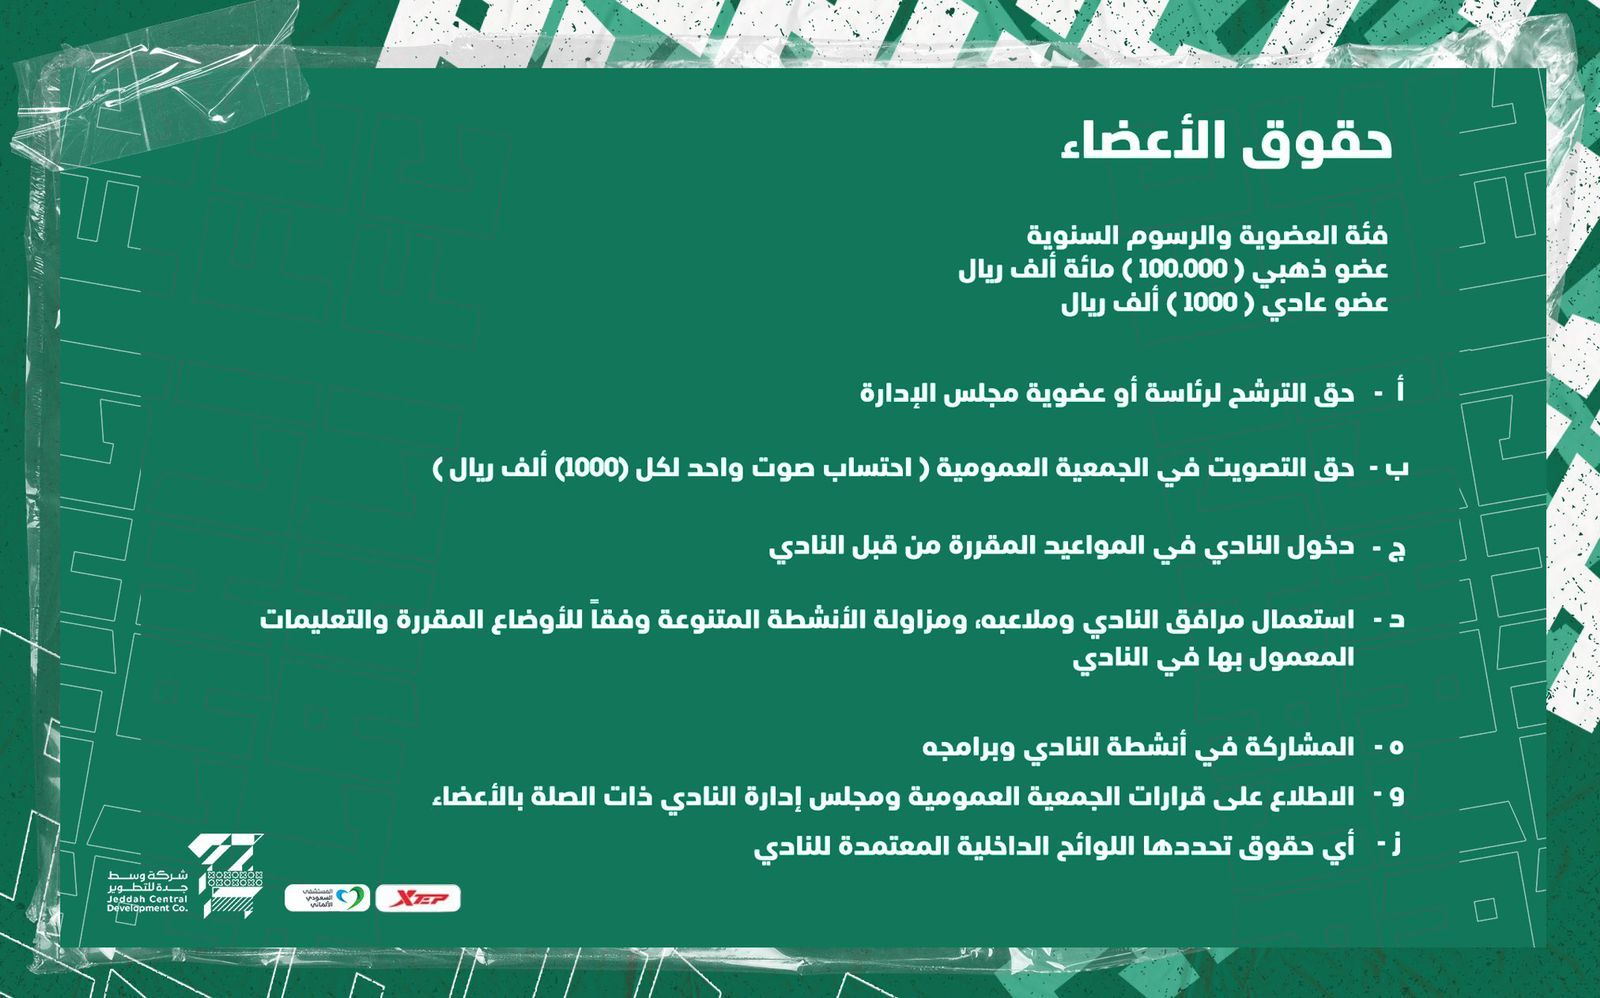 حقوق الأعضاء
فئة العضوية والرسوم السنوية
عضو ذهبي ( 100.000 ) مائة ألف ريال
عضو عادي ( 1000 ) ألف ريال
أ - حق الترشح لرئاسة أو عضوية مجلس الإدارة
ب - حق التصويت في الجمعية العمومية ( احتساب صوت واحد لكل (1000) ألف ريال )
ج - دخول النادي في المواعيد المقررة من قبل النادي
د - استعمال مرافق النادي وملاعبه، ومزاولة الأنشطة المتنوعة وفقاً للأوضاع المقررة والتعليمات
المعمول بها في النادي
ه - المشاركة في أنشطة النادي وبرامجه
و - الاطلاع على قرارات الجمعية العمومية ومجلس إدارة النادي ذات الصلة بالأعضاء
ز - أي حقوق تحددها اللوائح الداخلية المعتمدة للنادي
شركة وسط
جدة للتطوير
Jeddah Central
Development Co.
المستشفى
السعودي
الألماني
XTEP